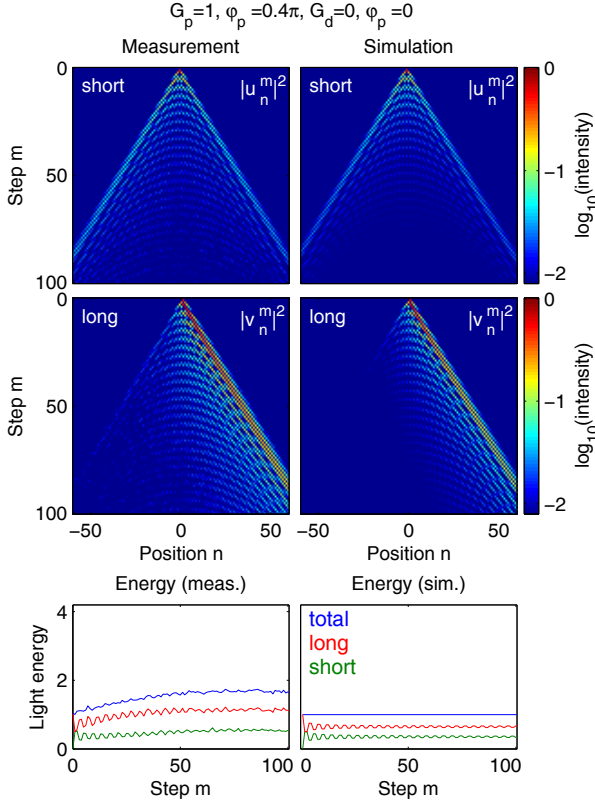 G_p=1, φ_p =0.4π, G_d=0, φ_p =0
Measurement
Simulation
0
50
100
Step m
short
|u_n^m|^2
short
|u_n^m|^2
0
−1
−2
log_10(intensity)
0
50
100
Step m
long
|v_n^m|^2
long
|v_n^m|^2
0
−1
−2
log_10(intensity)
−50
0
50
Position n
−50
0
50
Position n
Energy (meas.)
Energy (sim.)
4
2
0
Light energy
total
long
short
0
50
100
Step m
0
50
100
Step m